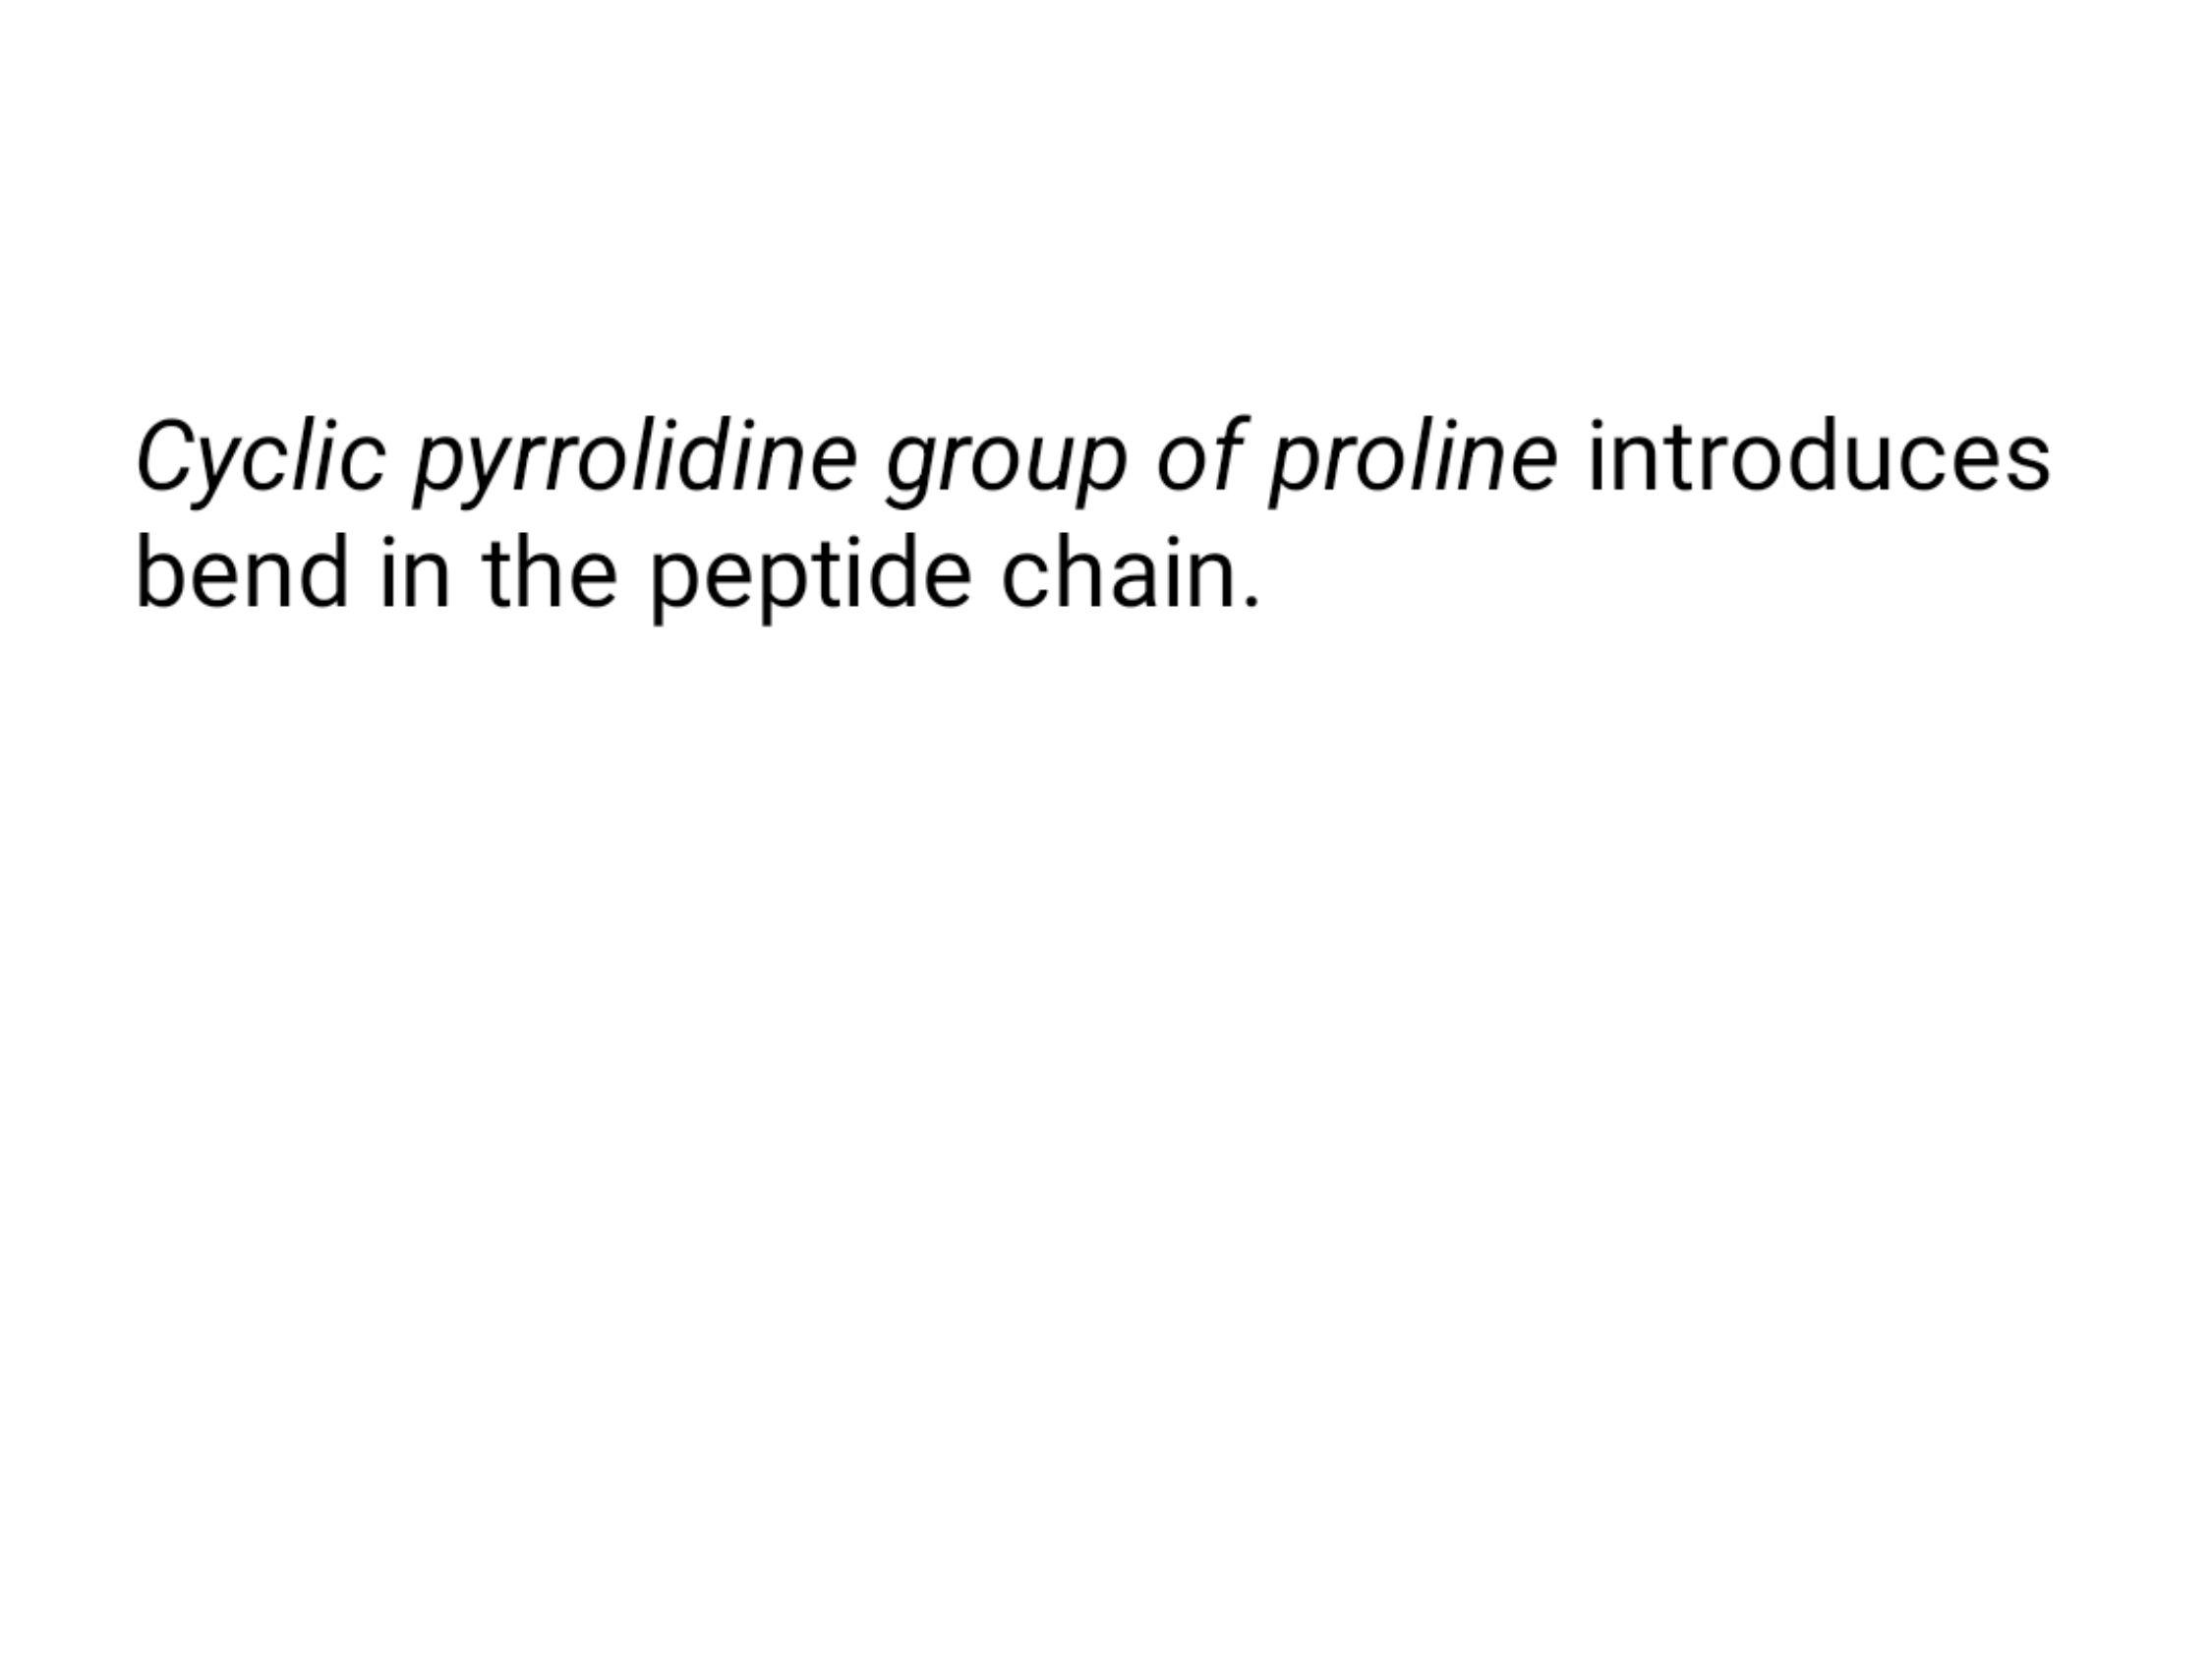 Cyclic pyrrolidine group of proline introduces
bend in the peptide chain.